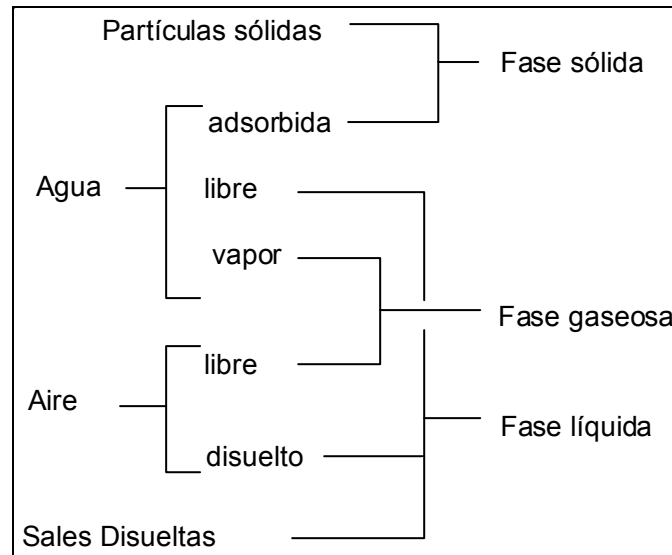 Partículas sólidas
Fase sólida
adsorbida
Agua
libre
vapor
Fase gaseosa
libre
Aire
Fase líquida
disuelto
Sales Disueltas